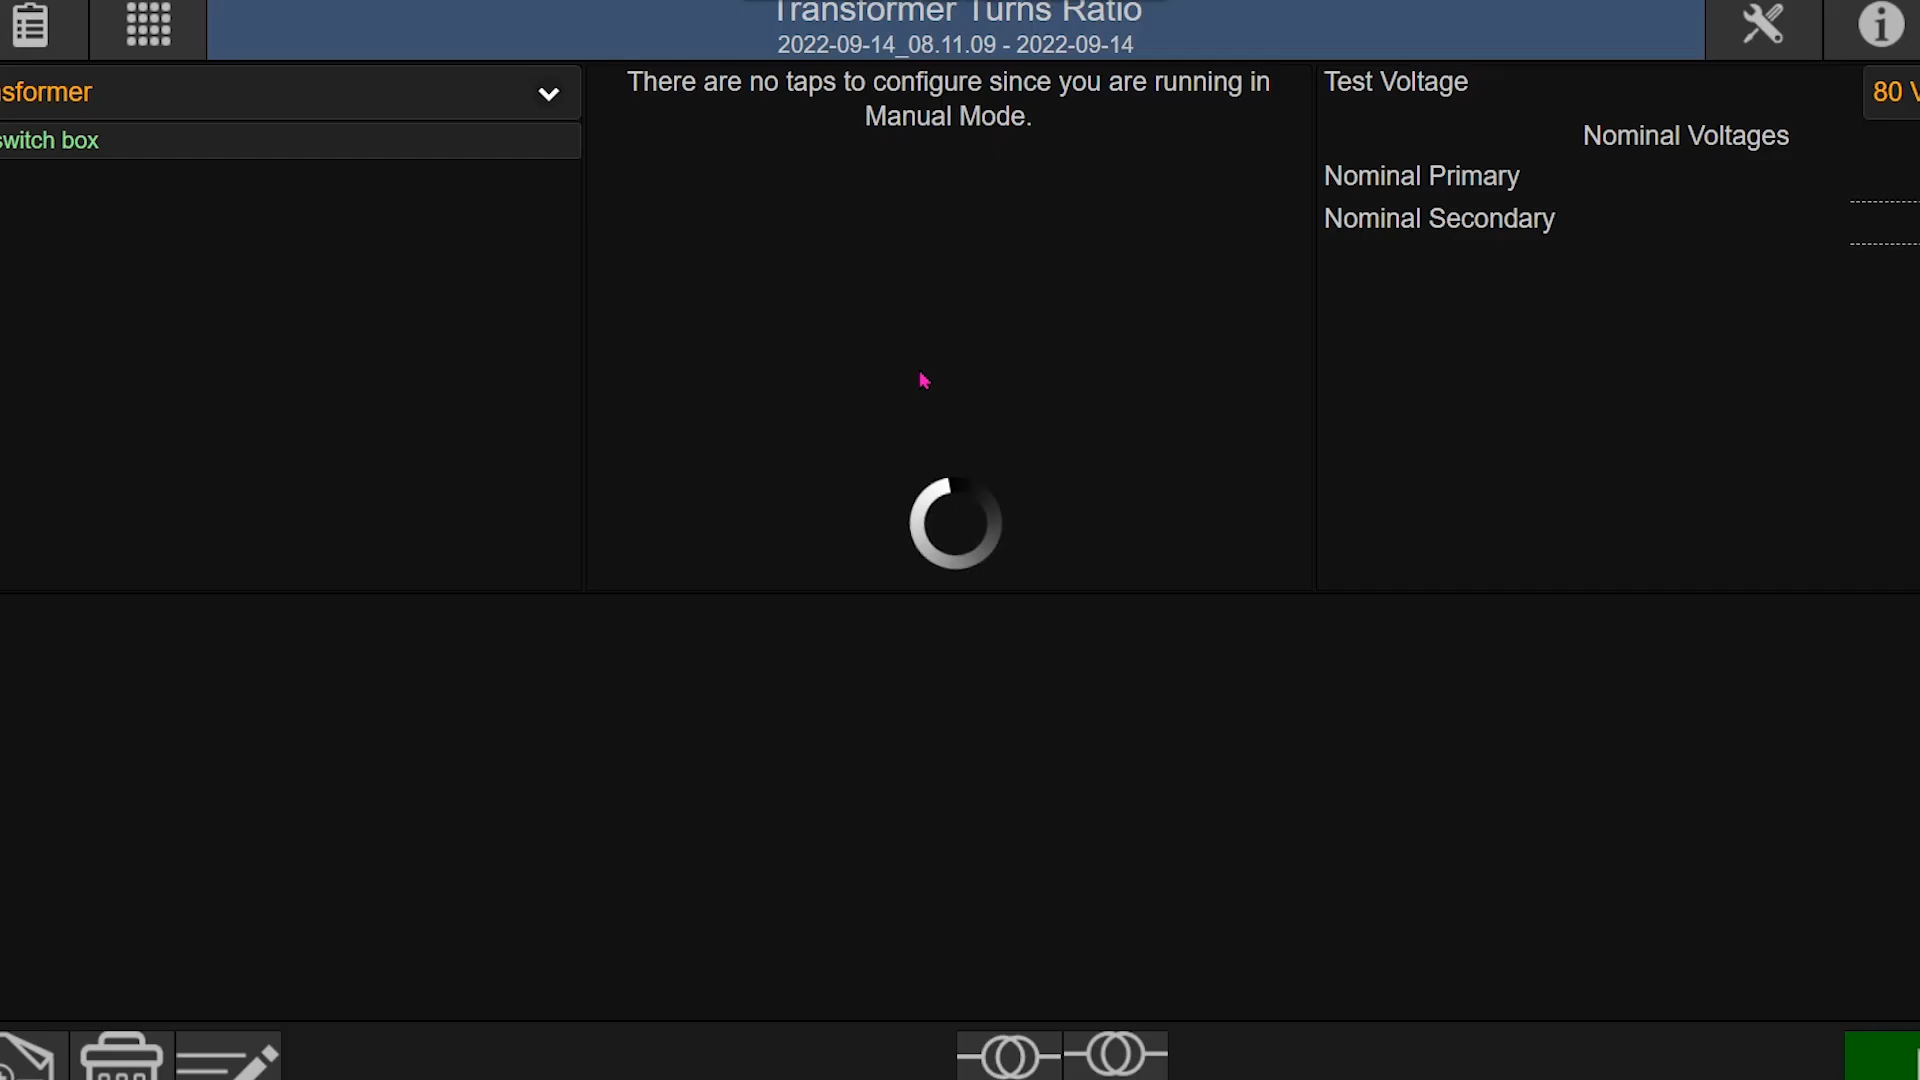 Transformer Turns Ratio
2022-09-14_08.11.09 - 2022-09-14
sformer
switch box
There are no taps to configure since you are running in
Manual Mode.
Test Voltage
80 V
Nominal Voltages
Nominal Primary
Nominal Secondary